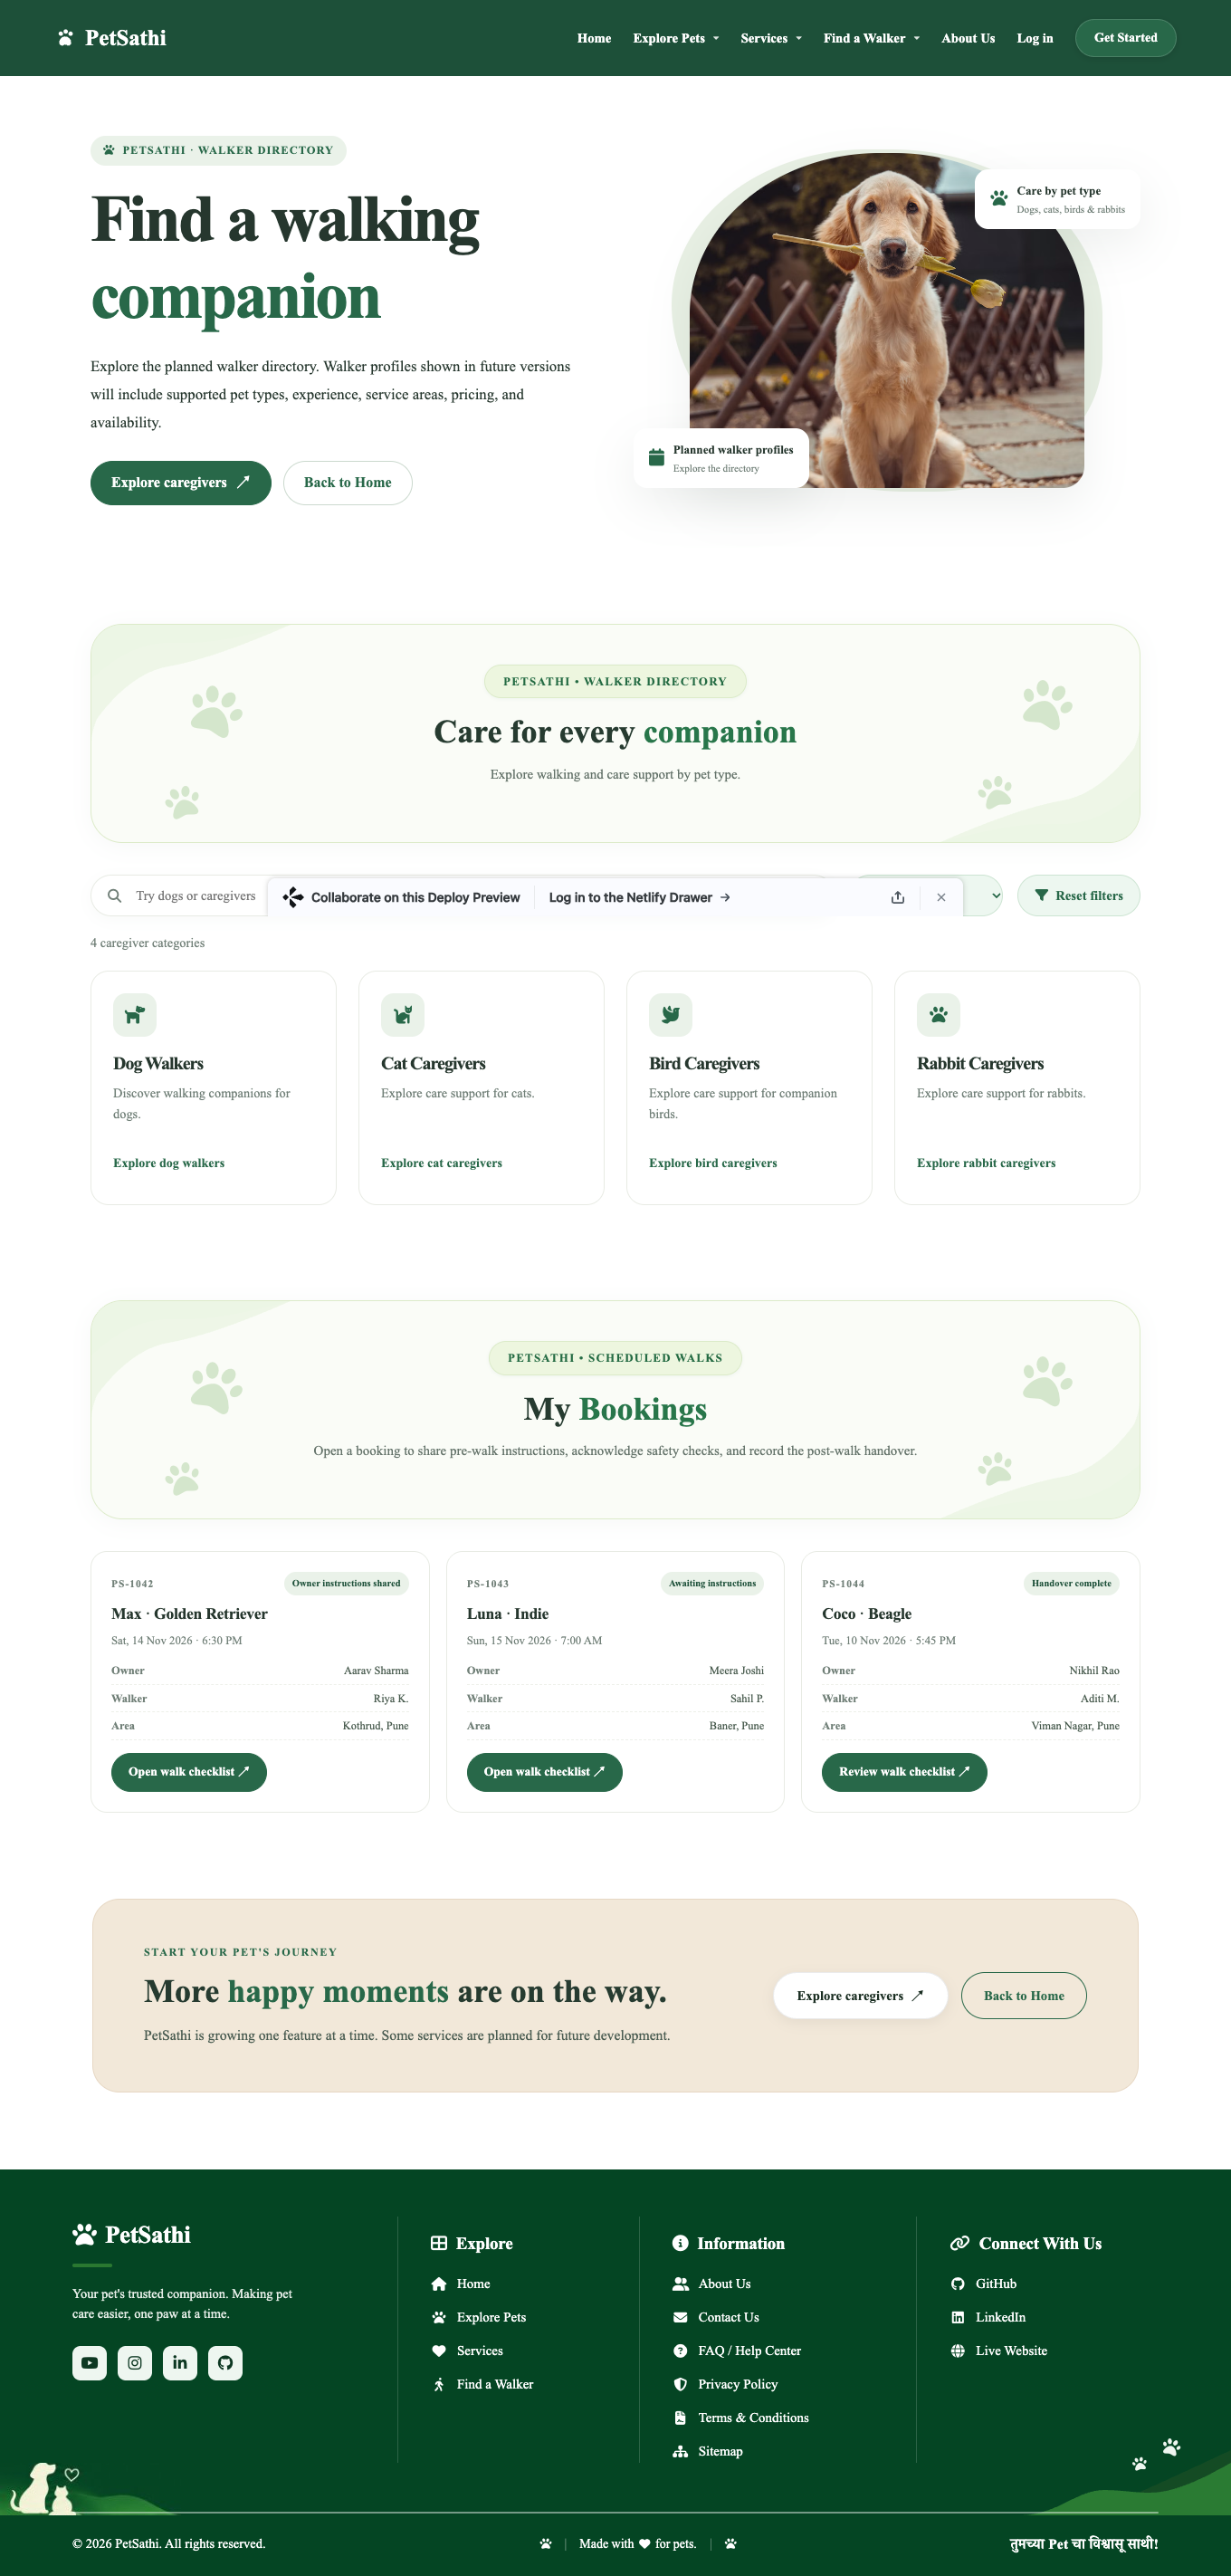 PetSathi
Home Explore Pets Services Find a Walker About Us Log in Get Started
PETSATHI · WALKER DIRECTORY
Find a walking
companion
Explore the planned walker directory. Walker profiles shown in future versions
will include supported pet types, experience, service areas, pricing, and
availability.
Explore caregivers ↗ Back to Home
Care by pet type
Dogs, cats, birds & rabbits
Planned walker profiles
Explore the directory
PETSATHI • WALKER DIRECTORY
Care for every companion
Explore walking and care support by pet type.
Try dogs or caregivers
Collaborate on this Deploy Preview Log in to the Netlify Drawer →
Reset filters
4 caregiver categories
Dog Walkers
Discover walking companions for
dogs.
Explore dog walkers
Cat Caregivers
Explore care support for cats.
Explore cat caregivers
Bird Caregivers
Explore care support for companion
birds.
Explore bird caregivers
Rabbit Caregivers
Explore care support for rabbits.
Explore rabbit caregivers
PETSATHI • SCHEDULED WALKS
My Bookings
Open a booking to share pre-walk instructions, acknowledge safety checks, and record the post-walk handover.
PS-1042 Owner instructions shared
Max · Golden Retriever
Sat, 14 Nov 2026 · 6:30 PM
Owner Aarav Sharma
Walker Riya K.
Area Kothrud, Pune
Open walk checklist ↗
PS-1043 Awaiting instructions
Luna · Indie
Sun, 15 Nov 2026 · 7:00 AM
Owner Meera Joshi
Walker Sahil P.
Area Baner, Pune
Open walk checklist ↗
PS-1044 Handover complete
Coco · Beagle
Tue, 10 Nov 2026 · 5:45 PM
Owner Nikhil Rao
Walker Aditi M.
Area Viman Nagar, Pune
Review walk checklist ↗
START YOUR PET'S JOURNEY
More happy moments are on the way.
PetSathi is growing one feature at a time. Some services are planned for future development.
Explore caregivers ↗ Back to Home
PetSathi
Your pet's trusted companion. Making pet
care easier, one paw at a time.
Explore
Home
Explore Pets
Services
Find a Walker
Information
About Us
Contact Us
FAQ / Help Center
Privacy Policy
Terms & Conditions
Sitemap
Connect With Us
GitHub
LinkedIn
Live Website
© 2026 PetSathi. All rights reserved.
| Made with ♥ for pets. |
तुमच्या Pet चा विश्वासू साथी!